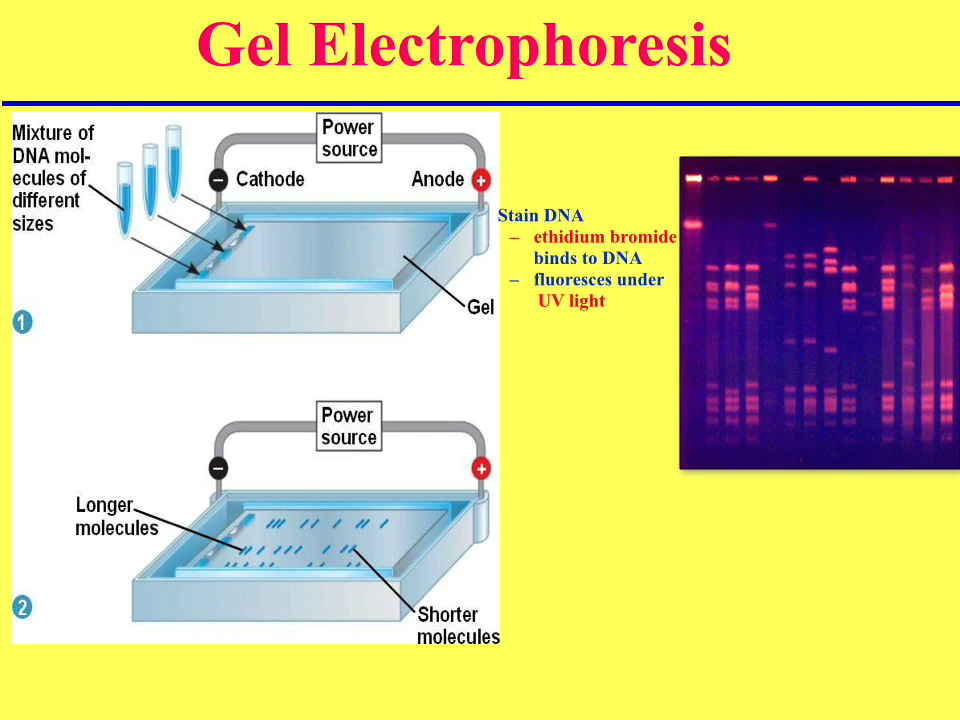 Gel Electrophoresis
Mixture of
DNA mol-
ecules of
different
sizes
Power
source
–
Cathode
Anode
+
Gel
1
Stain DNA
– ethidium bromide
binds to DNA
– fluoresces under
UV light
Power
source
–
+
Longer
molecules
Shorter
molecules
2